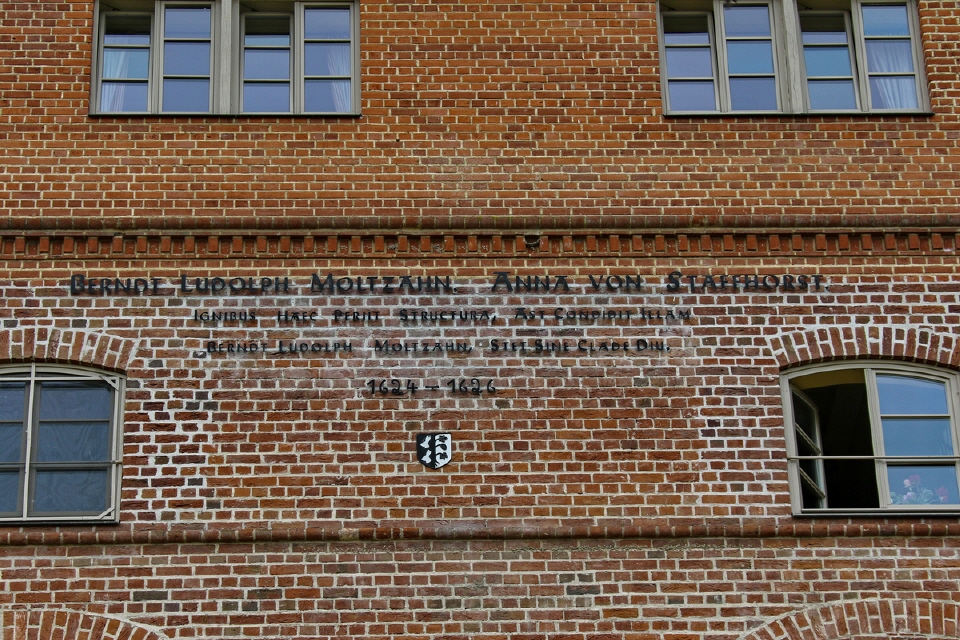 Berndt Ludolph Moltzahn. Anna von Staffhorst.
Ignibus Haec Periit Structura, Ast Condidit Illam
Berndt Ludolph Moltzahn, Stet Sine Clade Diu.
1624 – 1626